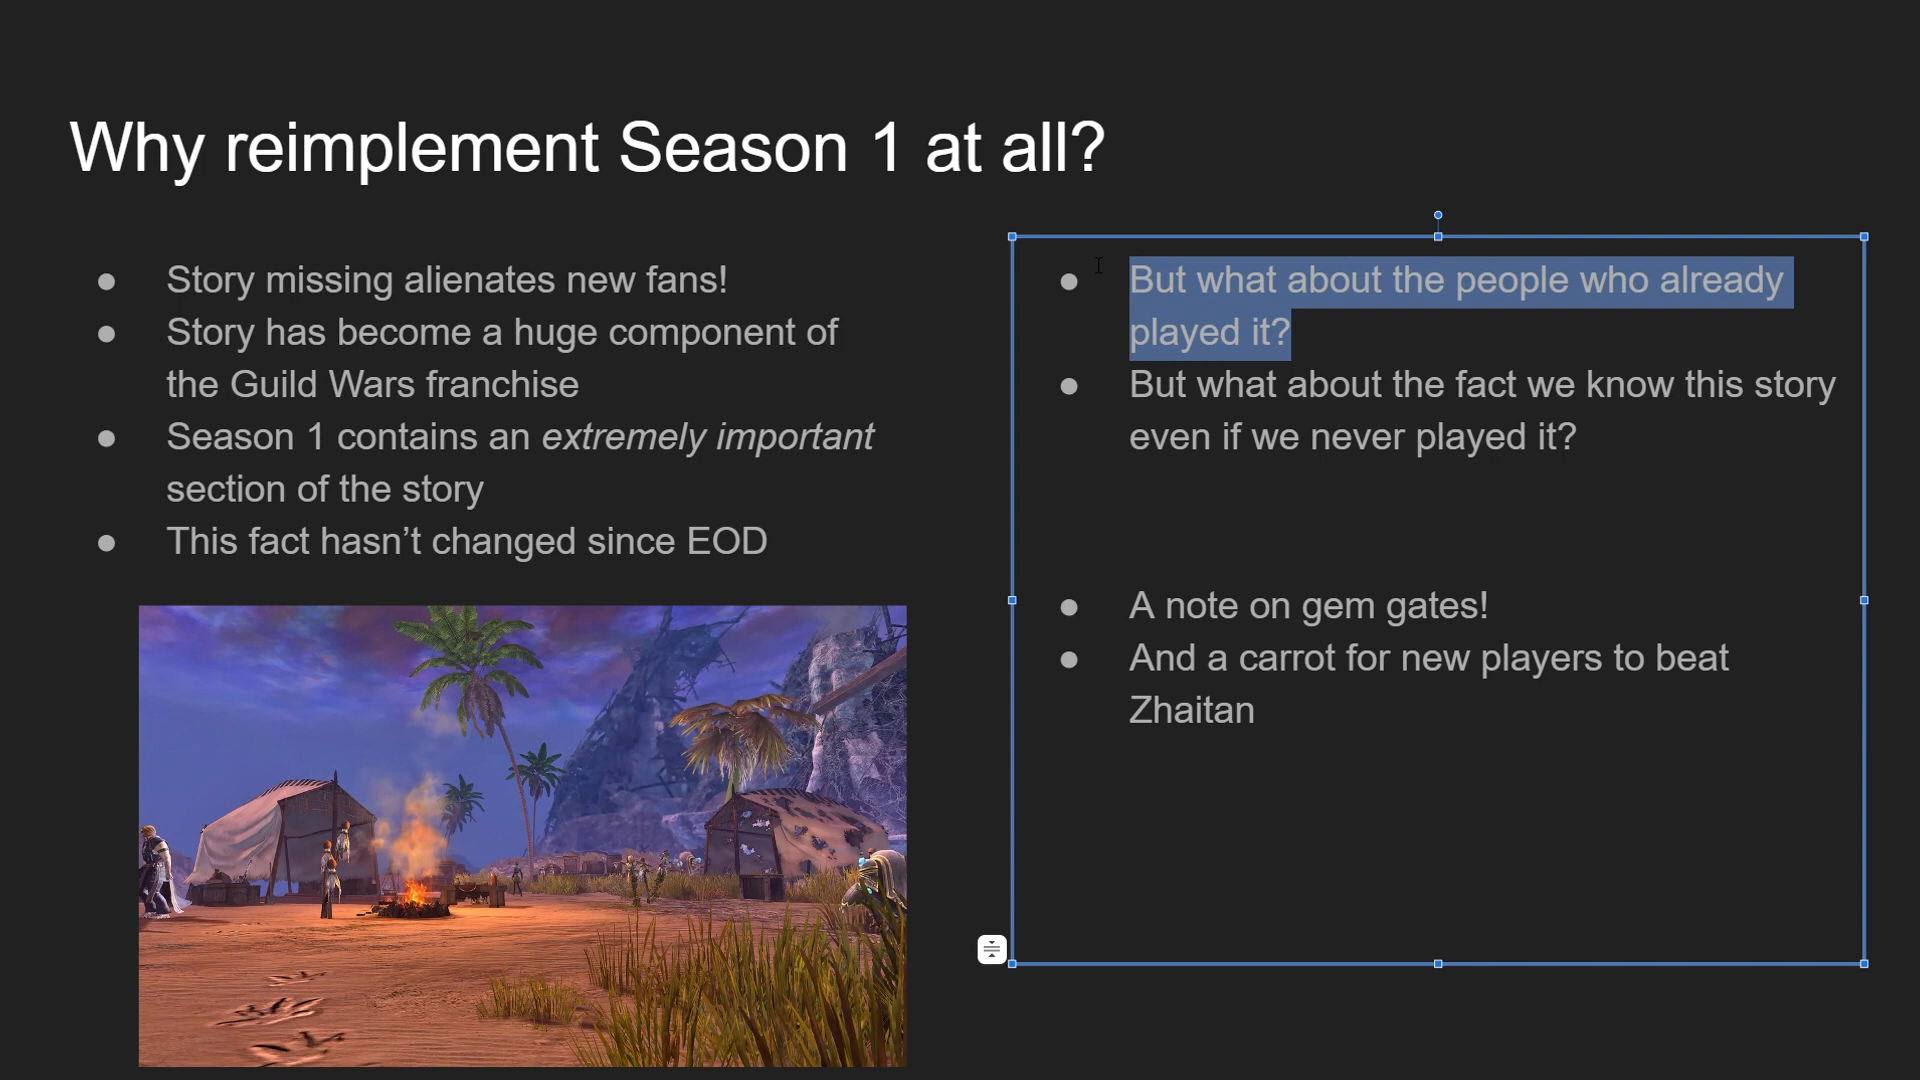 Why reimplement Season 1 at all?
● Story missing alienates new fans!
● Story has become a huge component of
the Guild Wars franchise
● Season 1 contains an extremely important
section of the story
● This fact hasn’t changed since EOD
● But what about the people who already
played it?
● But what about the fact we know this story
even if we never played it?
● A note on gem gates!
● And a carrot for new players to beat
Zhaitan